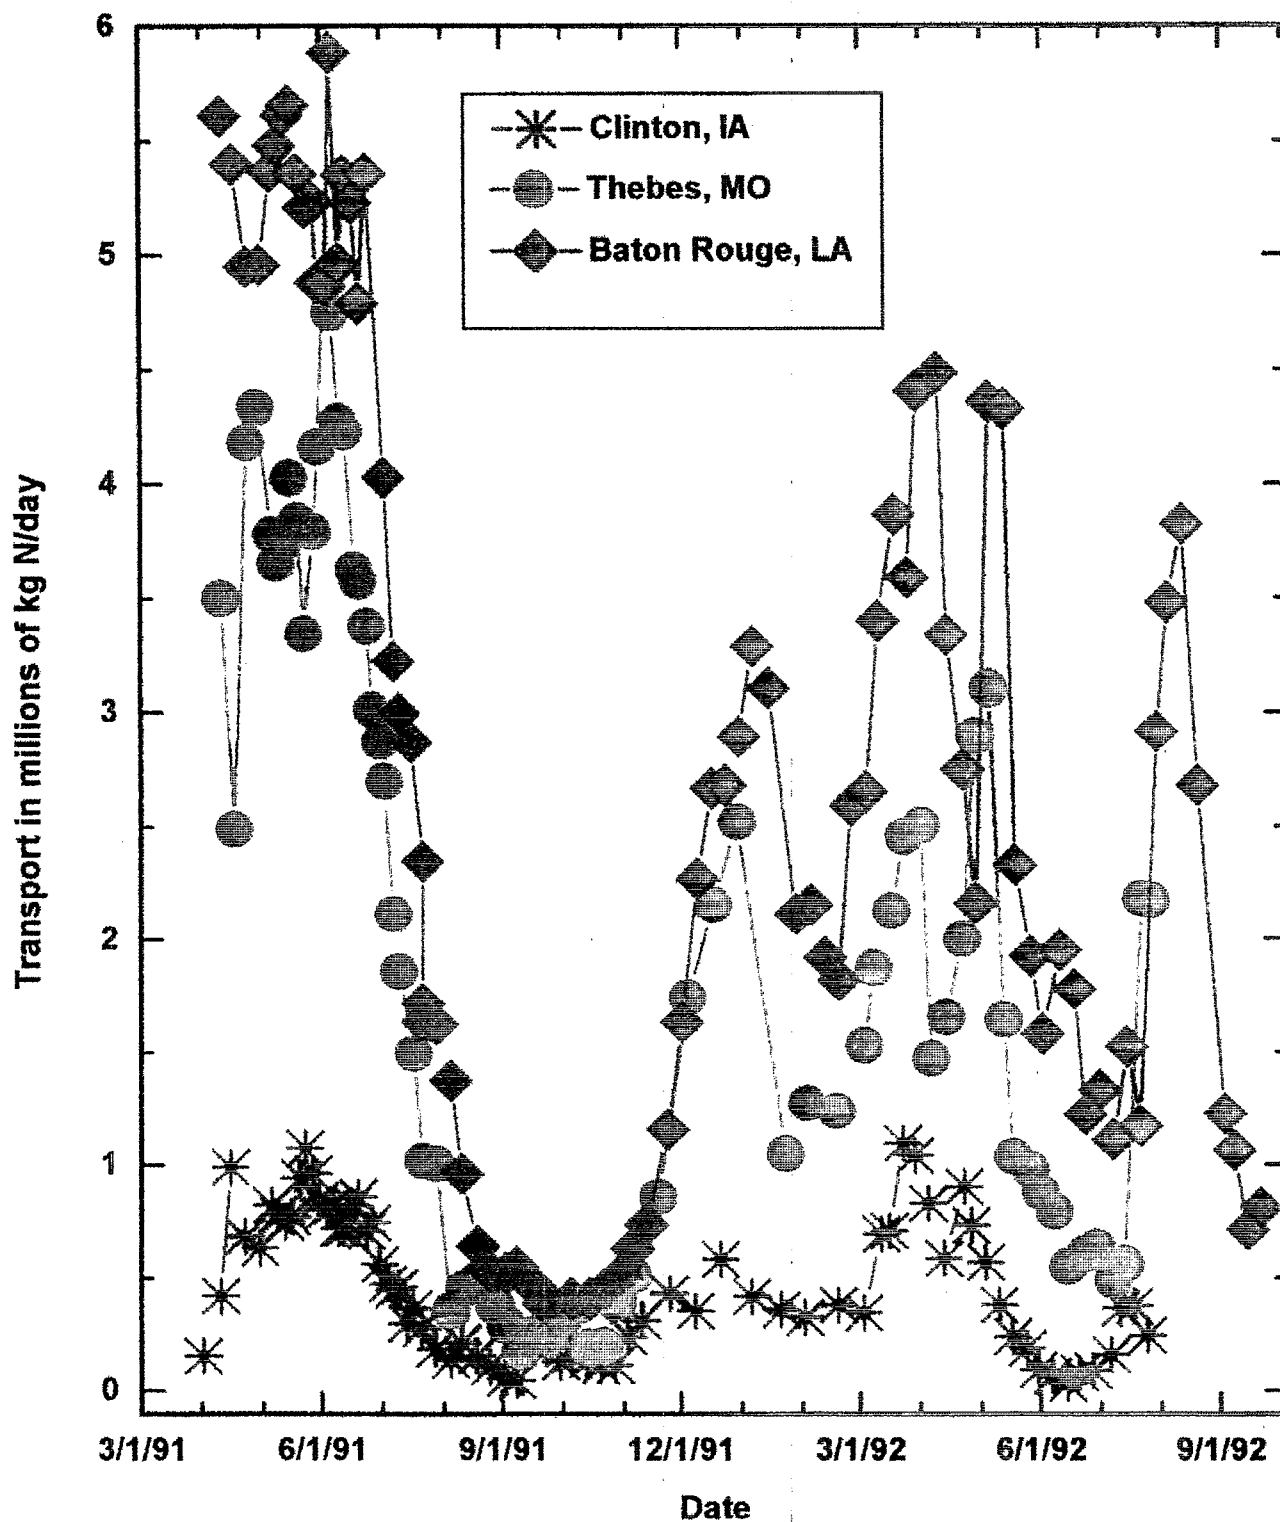 6
5
4
3
2
1
0
Transport in millions of kg N/day
Clinton, IA
Thebes, MO
Baton Rouge, LA
3/1/91 6/1/91 9/1/91 12/1/91 3/1/92 6/1/92 9/1/92
Date